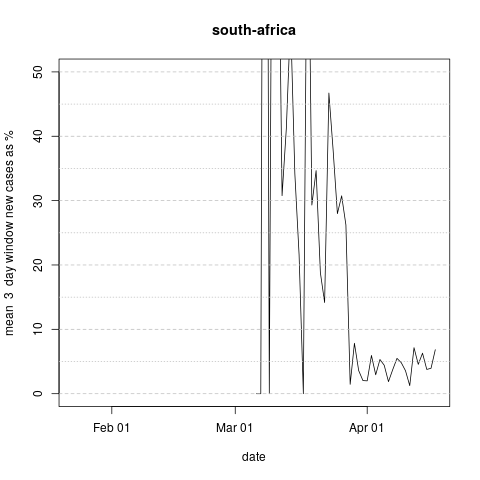 south-africa
mean 3 day window new cases as %
50
40
30
20
10
0
Feb 01
Mar 01
Apr 01
date